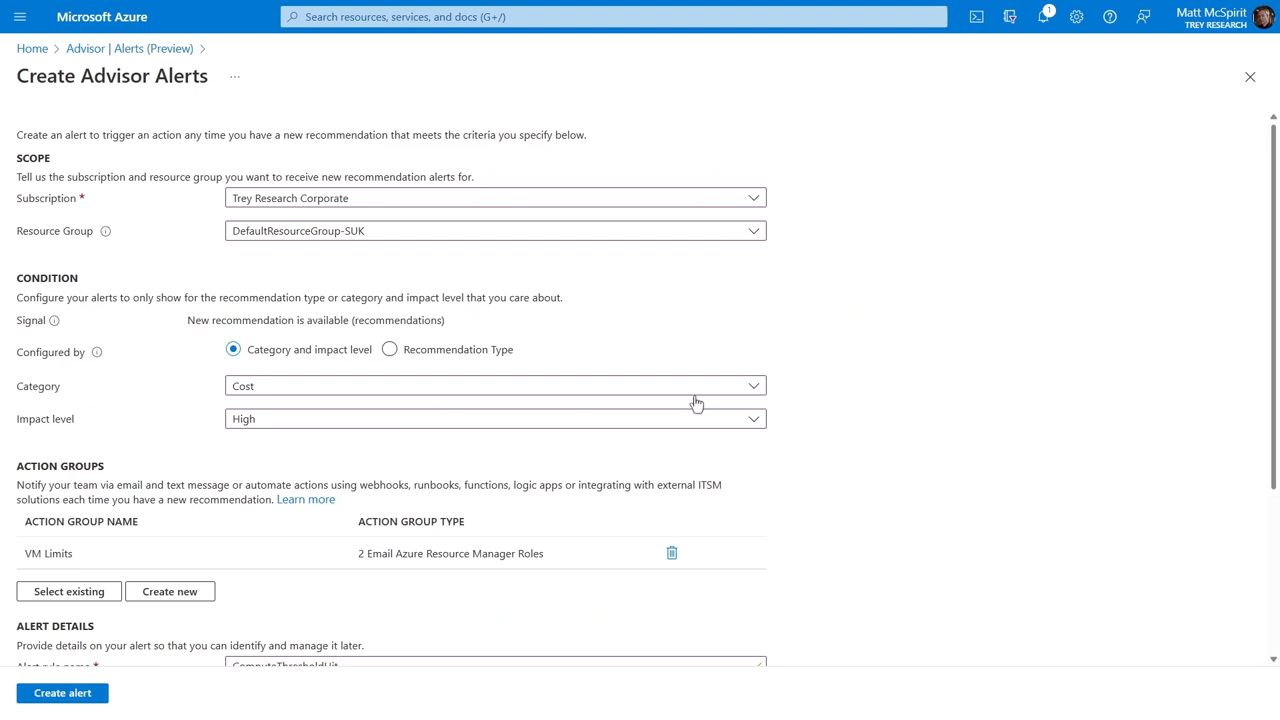 Microsoft Azure
Search resources, services, and docs (G+/)
1
Matt McSpirit
TREY RESEARCH
Home > Advisor | Alerts (Preview) >
Create Advisor Alerts ...
Create an alert to trigger an action any time you have a new recommendation that meets the criteria you specify below.
SCOPE
Tell us the subscription and resource group you want to receive new recommendation alerts for.
Subscription * Trey Research Corporate
Resource Group DefaultResourceGroup-SUK
CONDITION
Configure your alerts to only show for the recommendation type or category and impact level that you care about.
Signal New recommendation is available (recommendations)
Configured by Category and impact level Recommendation Type
Category Cost
Impact level High
ACTION GROUPS
Notify your team via email and text message or automate actions using webhooks, runbooks, functions, logic apps or integrating with external ITSM
solutions each time you have a new recommendation. Learn more
ACTION GROUP NAME ACTION GROUP TYPE
VM Limits 2 Email Azure Resource Manager Roles
Select existing Create new
ALERT DETAILS
Provide details on your alert so that you can identify and manage it later.
Alert rule name * ComputeThresholdHit
Create alert